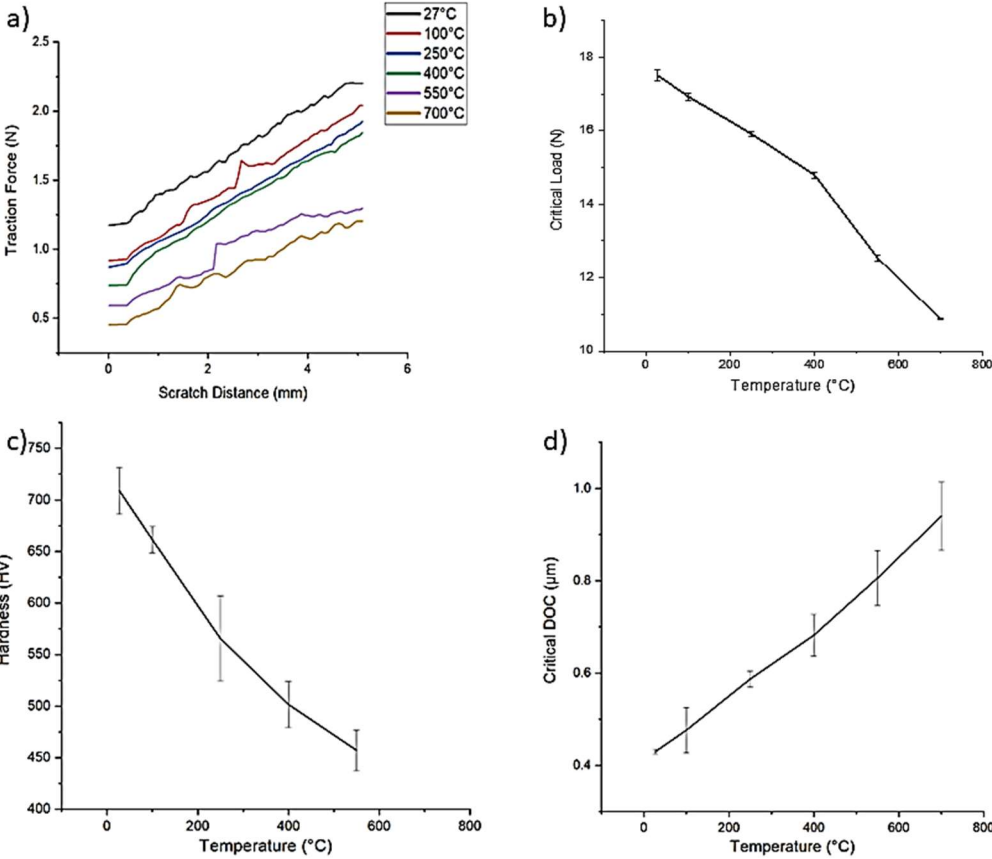 a)
27°C
100°C
250°C
400°C
550°C
700°C
2.5
2.0
1.5
1.0
0.5
Traction Force (N)
0 2 4 6
Scratch Distance (mm)
b)
18
16
14
12
10
Critical Load (N)
0 200 400 600 800
Temperature (°C)
c)
750
700
650
600
550
500
450
400
Hardness (HV)
0 200 400 600 800
Temperature (°C)
d)
1.0
0.8
0.6
0.4
Critical DOC (μm)
0 200 400 600 800
Temperature (°C)